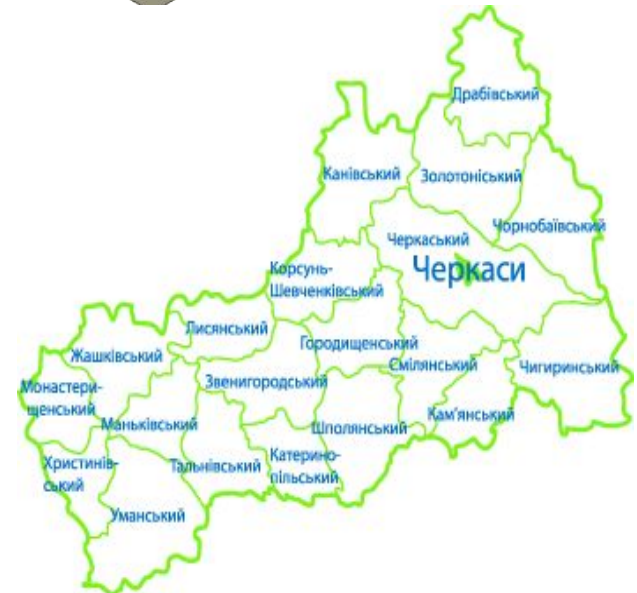 Драбівський
Канівський
Золотоніський
Чорнобаївський
Черкаський
Черкаси
Корсунь-
Шевченківський
Лисянський
Городищенський
Жашківський
Смілянський
Чигиринський
Звенигородський
Монастири-
щенський
Маньківський
Кам'янський
Шполянський
Христинів-
ський
Тальнівський
Катерино-
пільський
Уманський